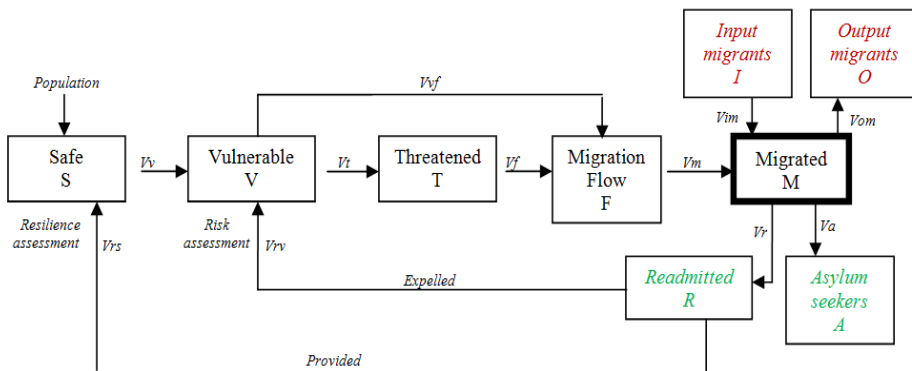 Input
migrants
I
Output
migrants
O
Population
Vvf
Vim
Vom
Safe
S
Vv
Vulnerable
V
Vt
Threatened
T
Vf
Migration
Flow
F
Vm
Migrated
M
Resilience
assessment
Vrs
Risk
assessment
Vrv
Vr
Va
Expelled
Readmitted
R
Asylum
seekers
A
Provided